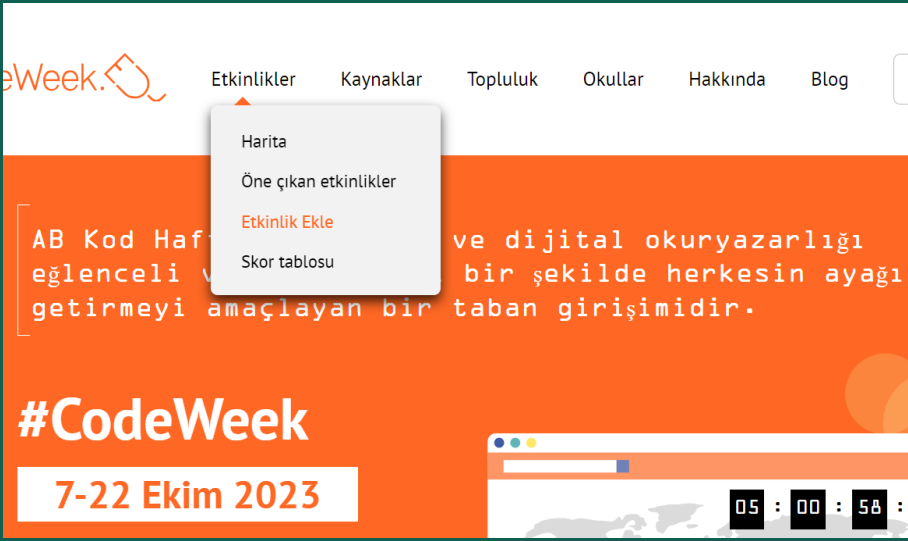 eWeek.
Etkinlikler Kaynaklar Topluluk Okullar Hakkında Blog
Harita
Öne çıkan etkinlikler
Etkinlik Ekle
Skor tablosu
AB Kod Haf ve dijital okuryazarlığı
eğlenceli bir şekilde herkesin ayağı
getirmeyi amaçlayan bir taban girişimidir.
#CodeWeek
7-22 Ekim 2023
05 : 00 : 58 :